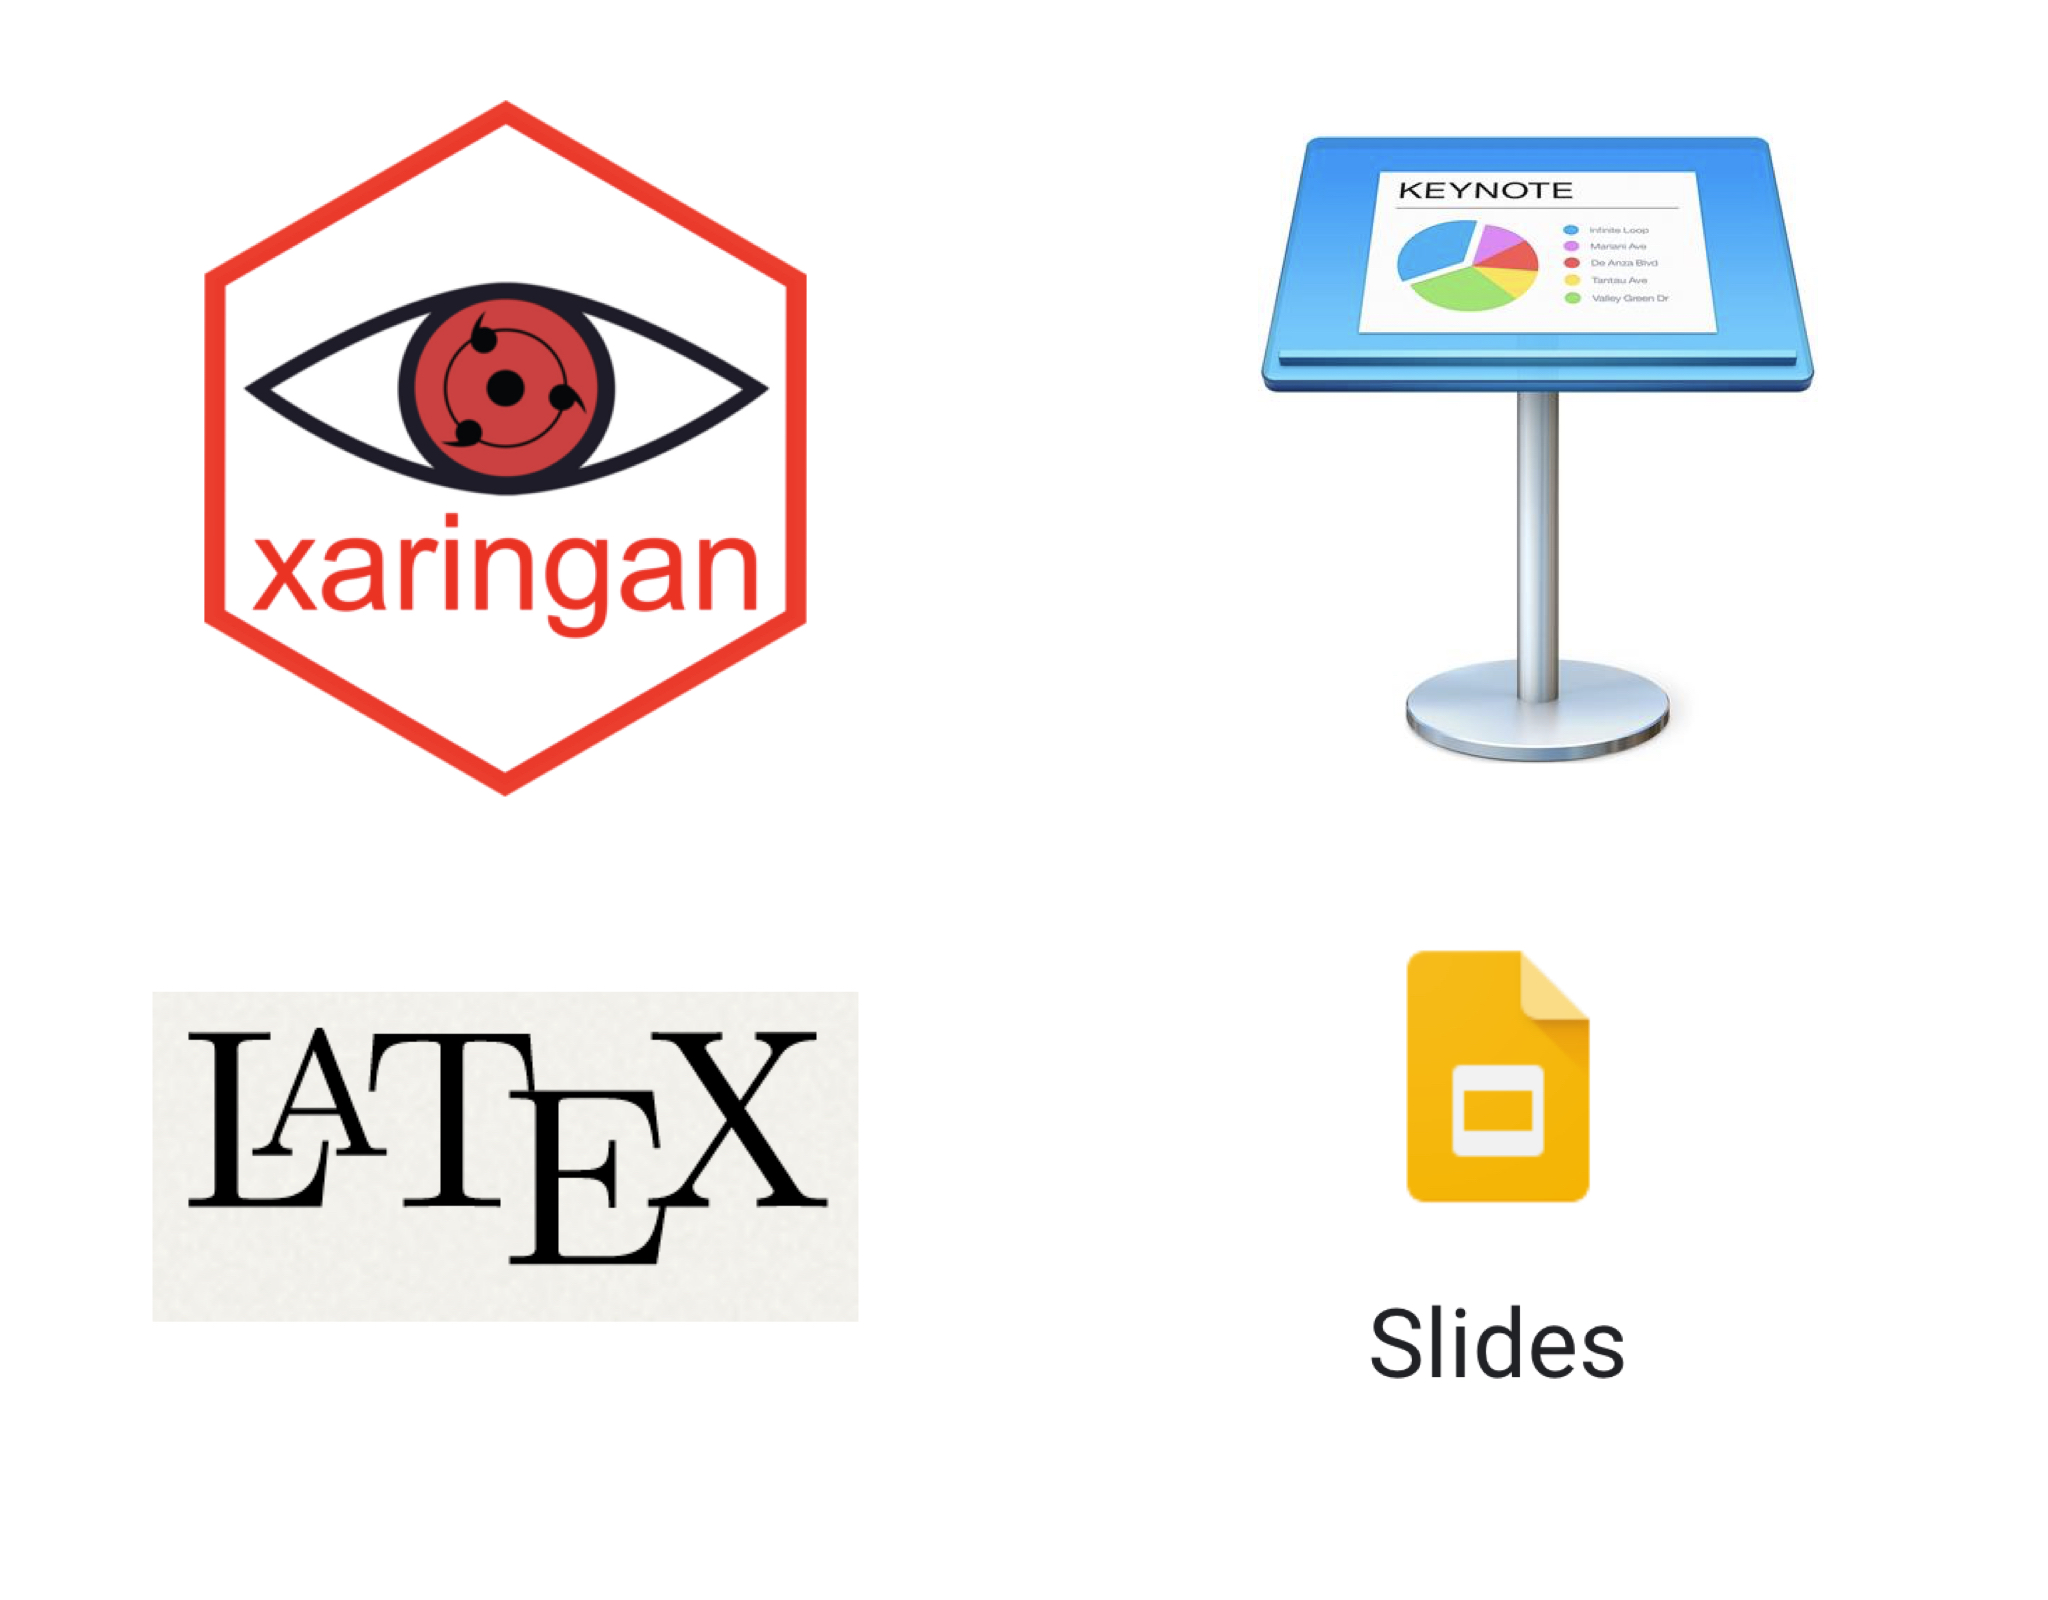 xaringan
KEYNOTE
Infinite Loop
Mariani Ave
De Anza Blvd
Tantau Ave
Valley Green Dr
LATEX
Slides